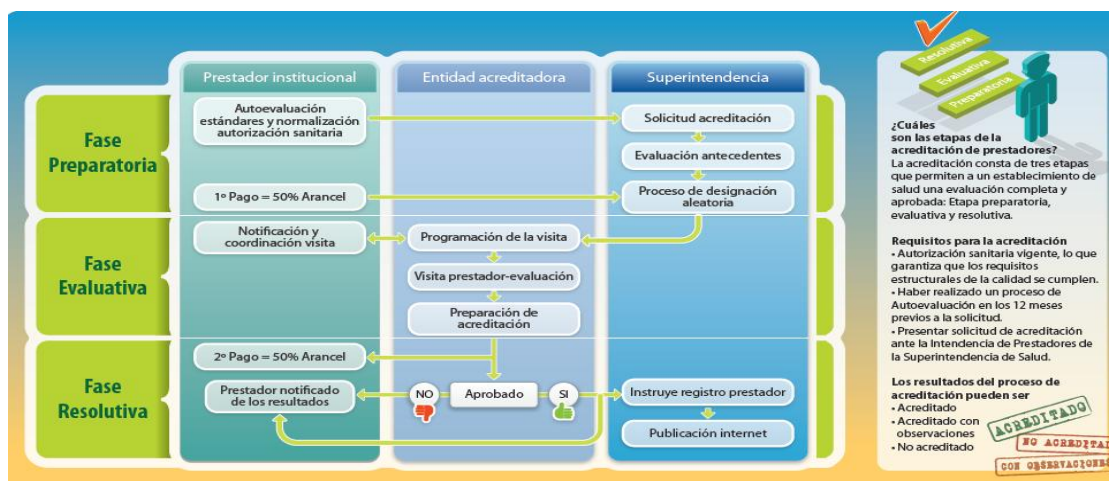 Prestador institucional
Entidad acreditadora
Superintendencia
Fase
Preparatoria
Autoevaluación
estándares y normalización
autorización sanitaria
Solicitud acreditación
Evaluación antecedentes
1º Pago = 50% Arancel
Proceso de designación
aleatoria
Fase
Evaluativa
Notificación y
coordinación visita
Programación de la visita
Visita prestador-evaluación
Preparación de
acreditación
Fase
Resolutiva
2º Pago = 50% Arancel
Prestador notificado
de los resultados
NO
Aprobado
SI
Instruye registro prestador
Publicación internet
Resolutiva
Evaluativa
Preparatoria
¿Cuáles
son las etapas de la
acreditación de prestadores?
La acreditación consta de tres etapas
que permiten a un establecimiento de
salud una evaluación completa y
aprobada: Etapa preparatoria,
evaluativa y resolutiva.
Requisitos para la acreditación
• Autorización sanitaria vigente, lo que
garantiza que los requisitos
estructurales de la calidad se cumplen.
• Haber realizado un proceso de
Autoevaluación en los 12 meses
previos a la solicitud.
• Presentar solicitud de acreditación
ante la Intendencia de Prestadores de
la Superintendencia de Salud.
Los resultados del proceso de
acreditación pueden ser
• Acreditado
• Acreditado con
observaciones
• No acreditado
ACREDITADO
NO ACREDITAD
CON OBSERVACIONES